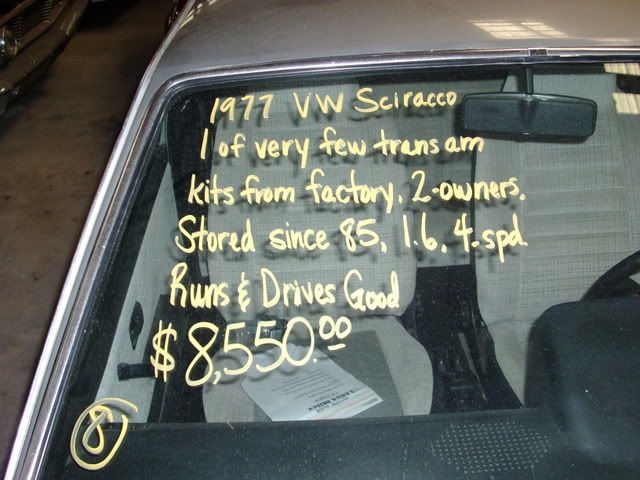 1977 VW Sciracco
1 of very few trans am
kits from factory. 2-owners.
Stored since 85, 1.6, 4-spd.
Runs & Drives Good
$8,550.00
8